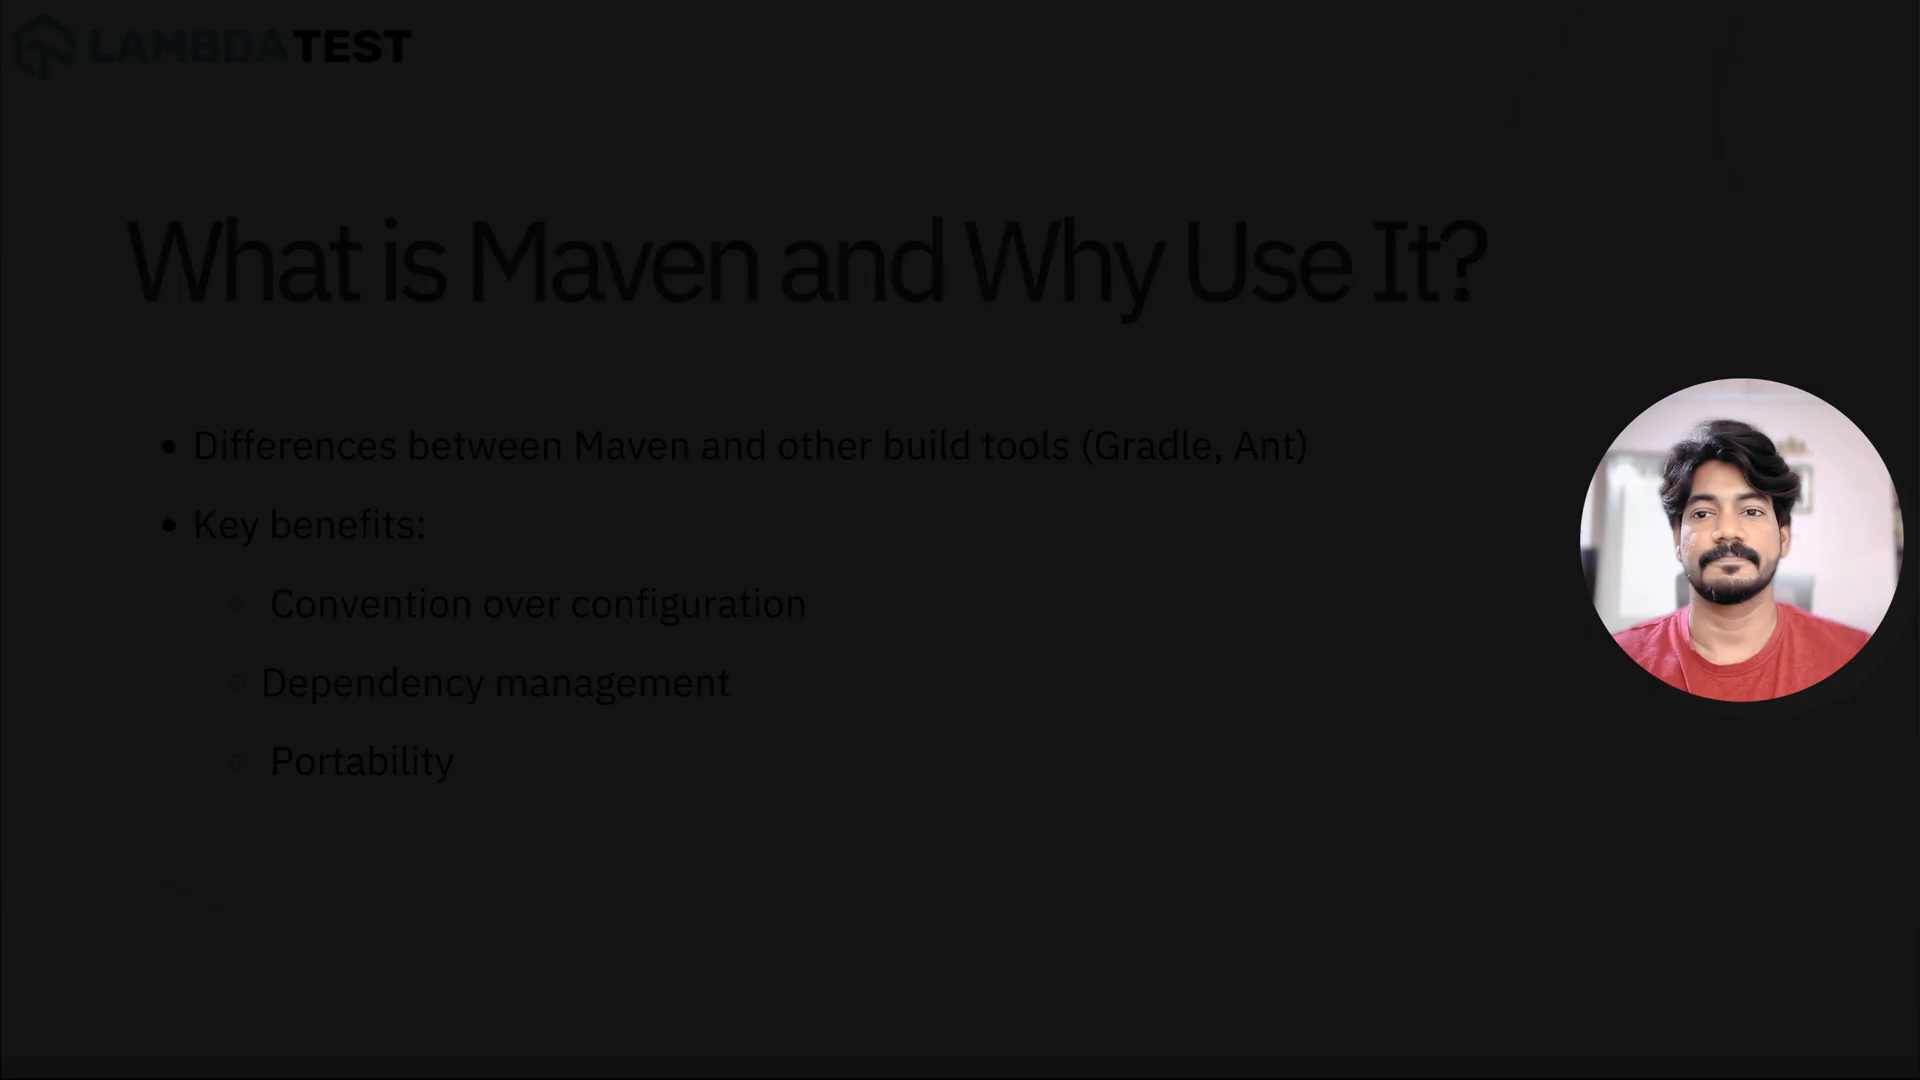 LAMBDATEST
What is Maven and Why Use It?
• Differences between Maven and other build tools (Gradle, Ant)
• Key benefits:
○ Convention over configuration
○ Dependency management
○ Portability